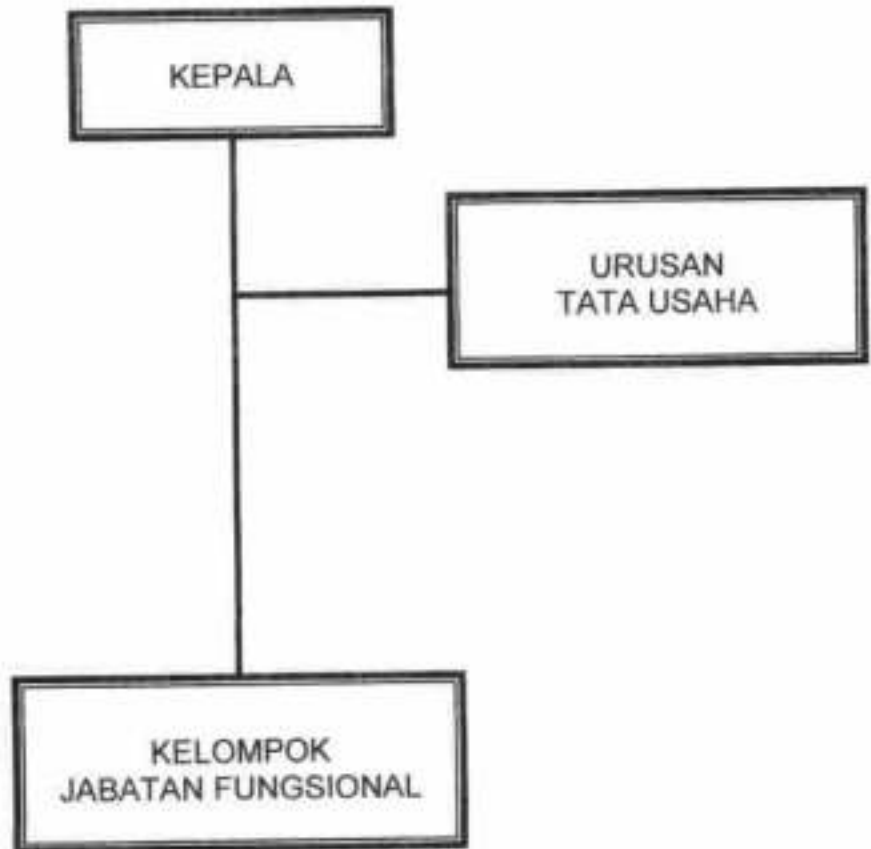 KEPALA
URUSAN
TATA USAHA
KELOMPOK
JABATAN FUNGSIONAL